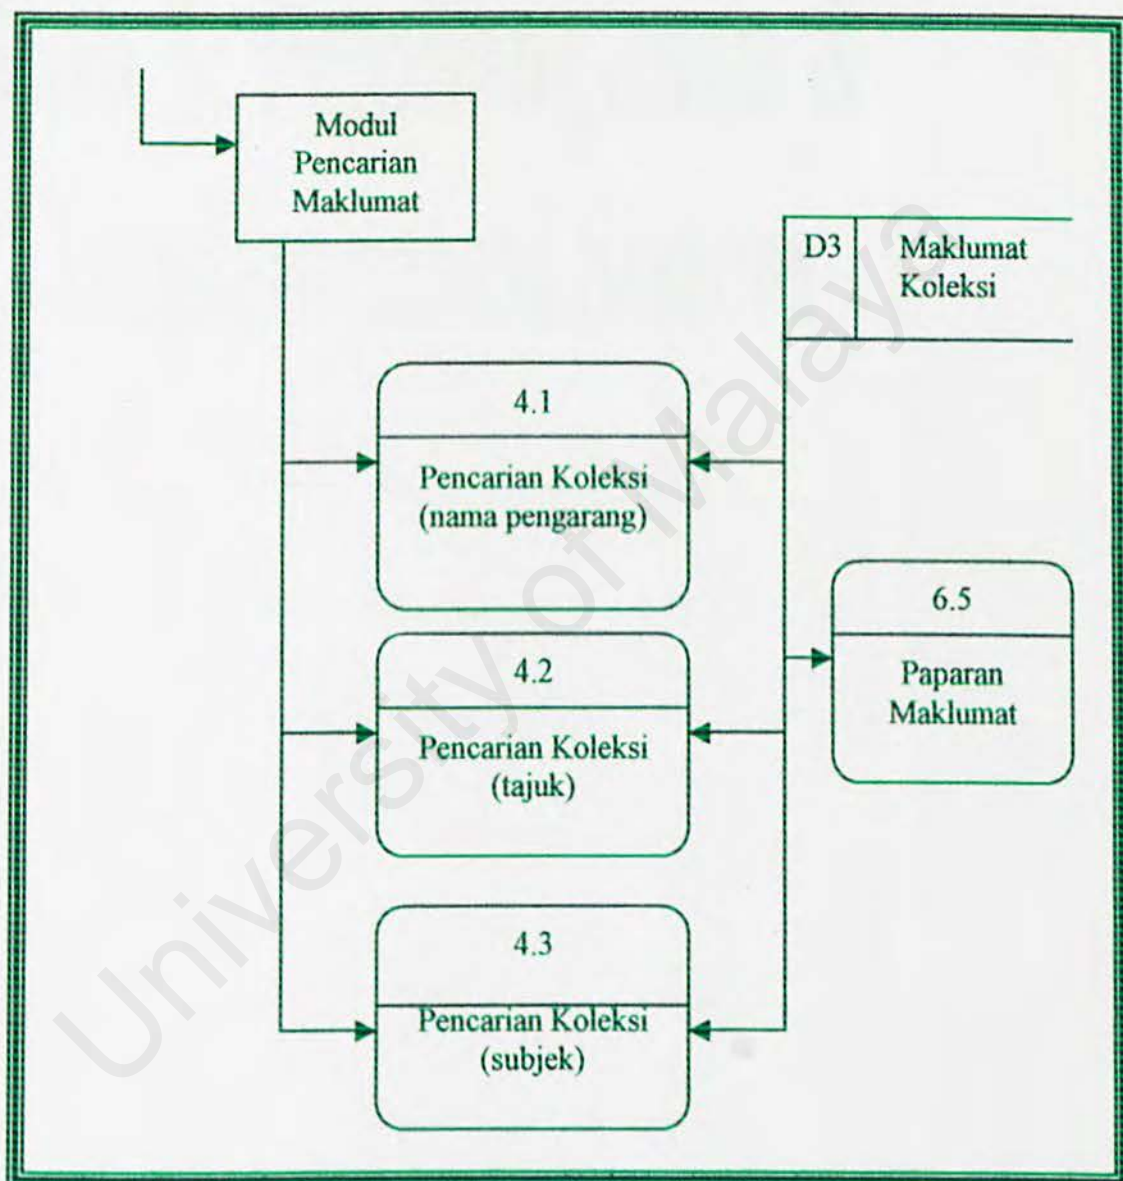 Modul
Pencarian
Maklumat
D3
Maklumat
Koleksi
4.1
Pencarian Koleksi
(nama pengarang)
6.5
Paparan
Maklumat
4.2
Pencarian Koleksi
(tajuk)
4.3
Pencarian Koleksi
(subjek)
University of Malaya